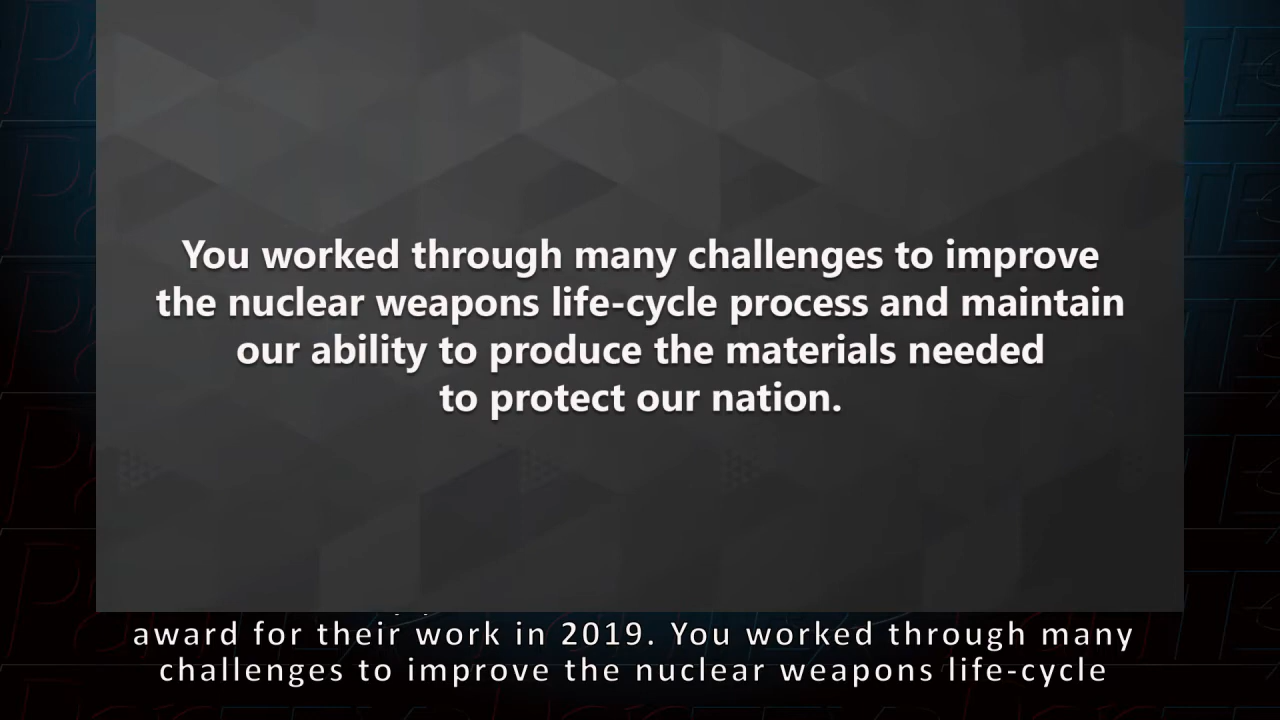 You worked through many challenges to improve
the nuclear weapons life-cycle process and maintain
our ability to produce the materials needed
to protect our nation.
award for their work in 2019. You worked through many
challenges to improve the nuclear weapons life-cycle